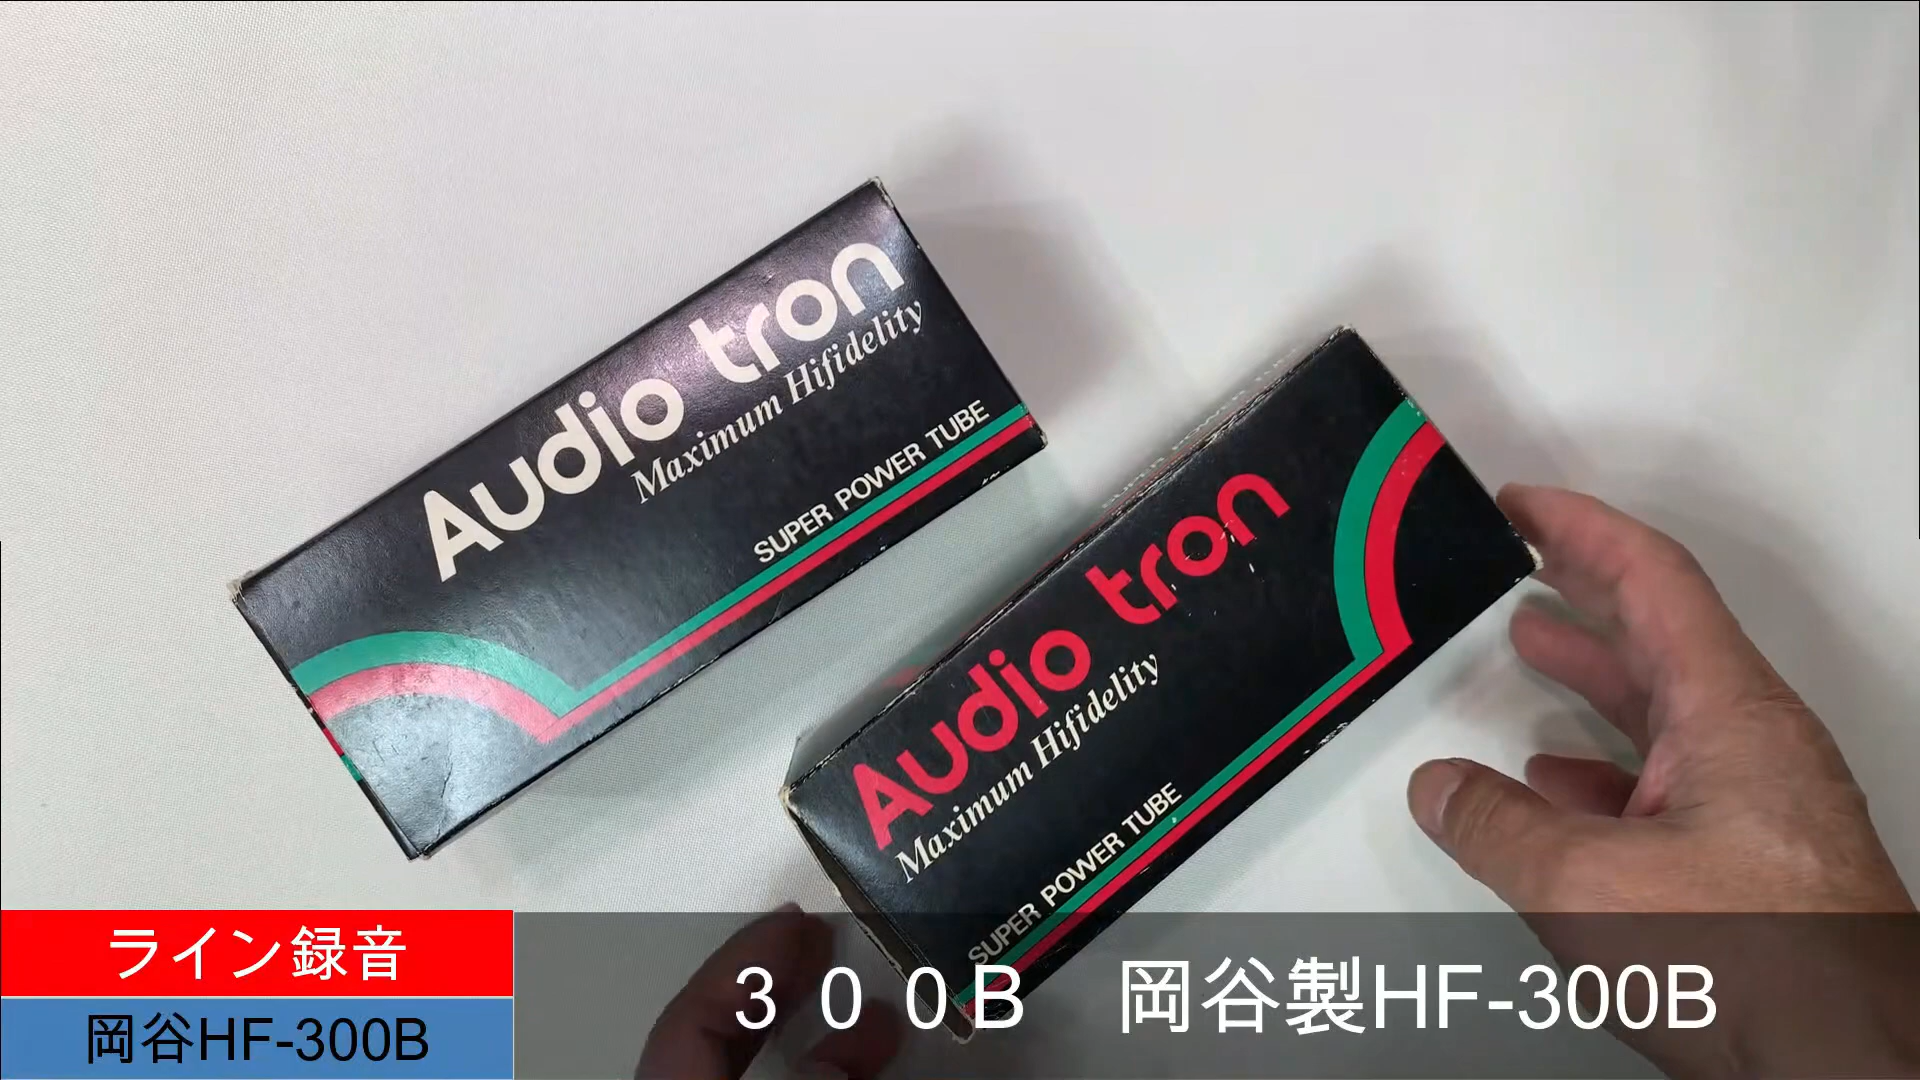 Audio tron
Maximum Hifidelity
SUPER POWER TUBE
Audio tron
Maximum Hifidelity
SUPER POWER TUBE
ライン録音
岡谷HF-300B
３００B　岡谷製HF-300B